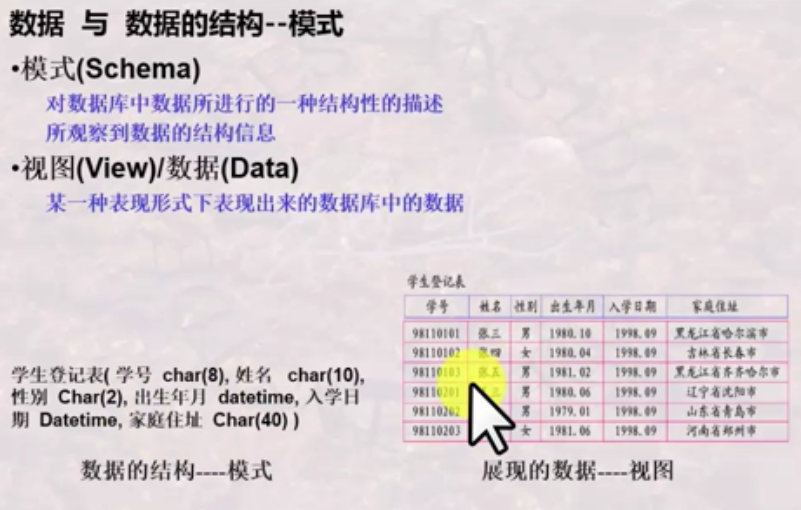 数据 与 数据的结构--模式
•模式(Schema)
对数据库中数据所进行的一种结构性的描述
所观察到数据的结构信息
•视图(View)/数据(Data)
某一种表现形式下表现出来的数据库中的数据
学生登记表
学号 姓名 性别 出生年月 入学日期 家庭住址
98110101 张三 男 1980.10 1998.09 黑龙江省哈尔滨市
98110102 张四 女 1980.04 1998.09 吉林省长春市
98110103 张五 男 1981.02 1998.09 黑龙江省齐齐哈尔市
98110201 男 1980.06 1998.09 辽宁省沈阳市
98110202 男 1979.01 1998.09 山东省青岛市
98110203 女 1981.06 1998.09 河南省郑州市
学生登记表( 学号 char(8), 姓名 char(10),
性别 Char(2), 出生年月 datetime, 入学日
期 Datetime, 家庭住址 Char(40) )
数据的结构----模式
展现的数据----视图